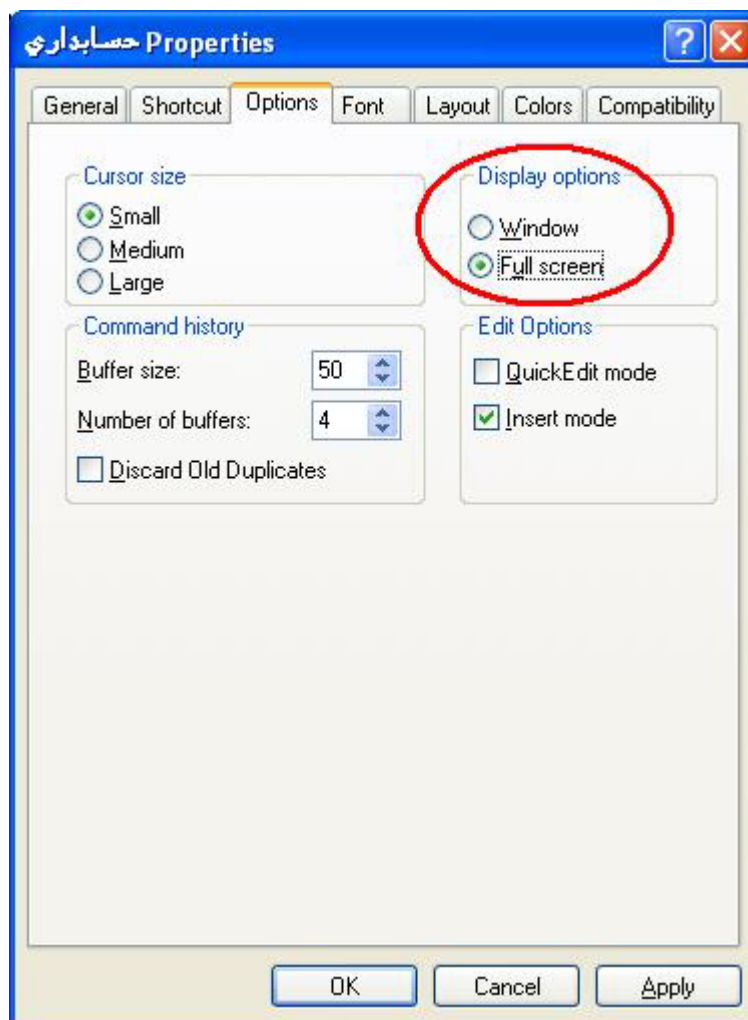 حسابداري Properties
General Shortcut Options Font Layout Colors Compatibility
Cursor size
Small
Medium
Large
Display options
Window
Full screen
Command history
Buffer size: 50
Number of buffers: 4
Discard Old Duplicates
Edit Options
QuickEdit mode
Insert mode
OK Cancel Apply